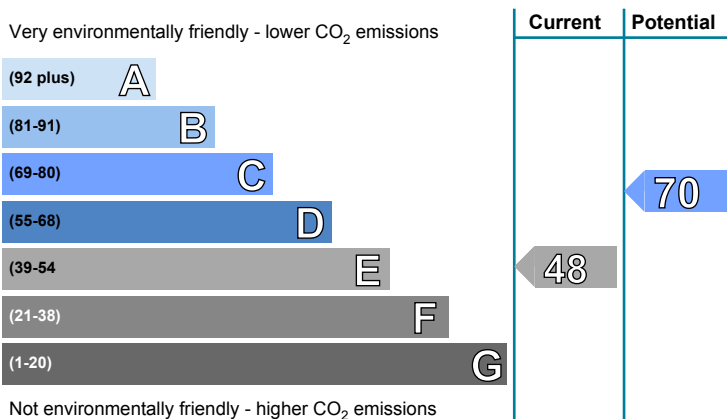 Current Potential
Very environmentally friendly - lower CO2 emissions
(92 plus) A
(81-91) B
(69-80) C
70
(55-68) D
(39-54 E
48
(21-38) F
(1-20) G
Not environmentally friendly - higher CO2 emissions